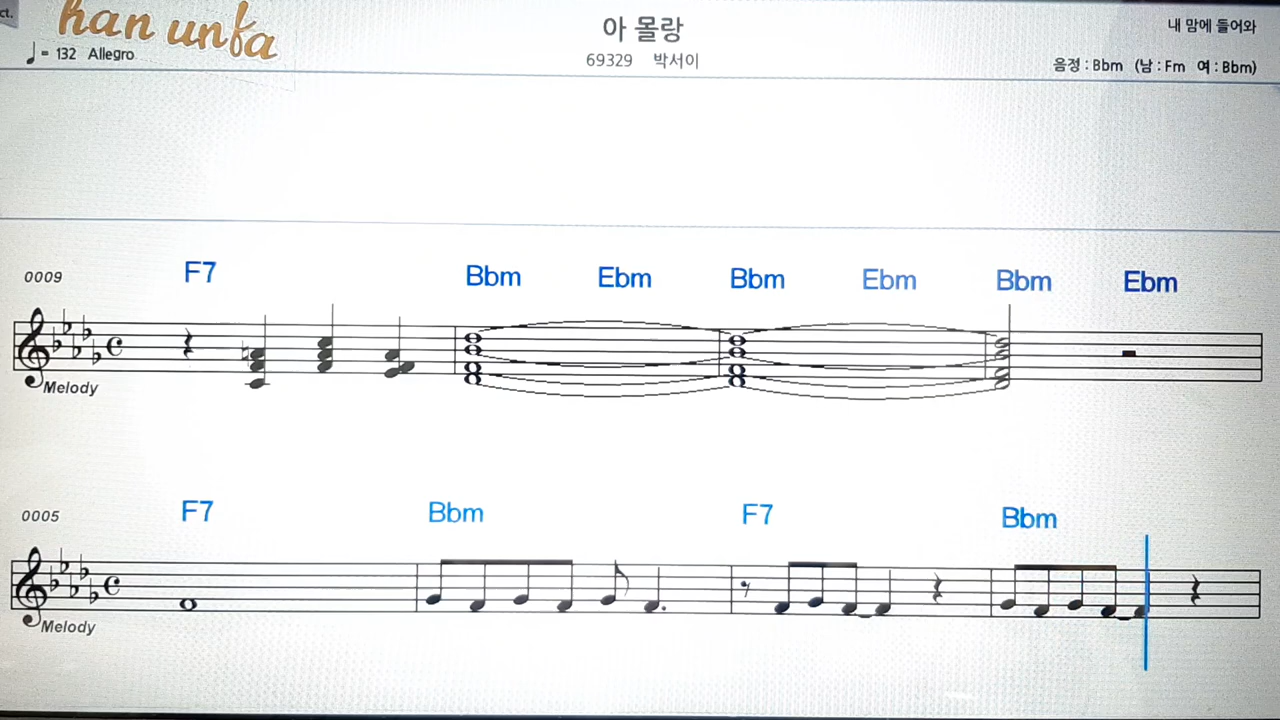 ct.
han unfa
아 몰랑
내 맘에 들어와
♩= 132 Allegro
69329 박서이
음정 : Bbm (남 : Fm 여 : Bbm)
0009 F7 Bbm Ebm Bbm Ebm Bbm Ebm
Melody
0005 F7 Bbm F7 Bbm
Melody